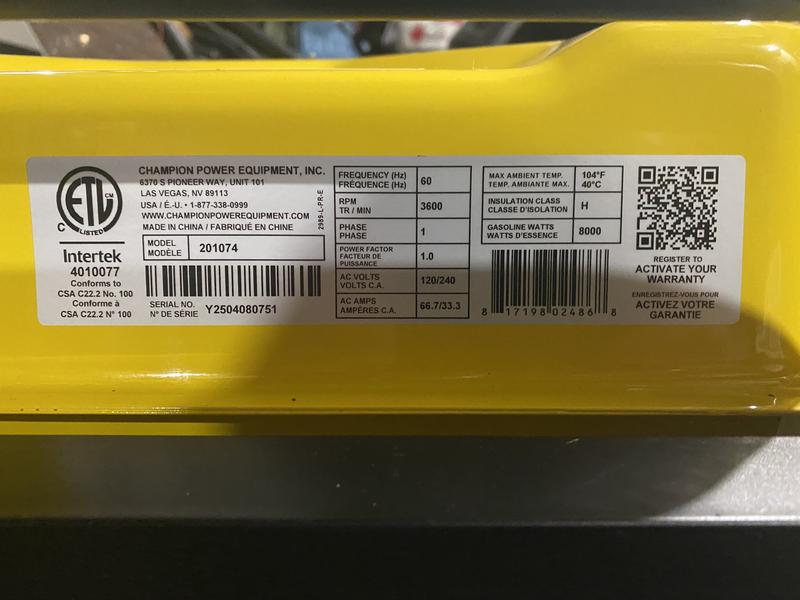 ETL CM
C LISTED
Intertek
4010077
Conforms to
CSA C22.2 No. 100
Conforme à
CSA C22.2 N° 100
CHAMPION POWER EQUIPMENT, INC.
6370 S PIONEER WAY, UNIT 101
LAS VEGAS, NV 89113
USA / É.-U. • 1-877-338-0999
WWW.CHAMPIONPOWEREQUIPMENT.COM
MADE IN CHINA / FABRIQUÉ EN CHINE
2989-L-PR-E
MODEL
MODÈLE 201074
SERIAL NO.
N° DE SÉRIE Y2504080751
FREQUENCY (Hz)
FRÉQUENCE (Hz) 60
RPM
TR / MIN 3600
PHASE
PHASE 1
POWER FACTOR
FACTEUR DE
PUISSANCE 1.0
AC VOLTS
VOLTS C.A. 120/240
AC AMPS
AMPÈRES C.A. 66.7/33.3
MAX AMBIENT TEMP. 104°F
TEMP. AMBIANTE MAX. 40°C
INSULATION CLASS
CLASSE D'ISOLATION H
GASOLINE WATTS
WATTS D'ESSENCE 8000
8 17198 02486 8
REGISTER TO
ACTIVATE YOUR
WARRANTY
ENREGISTREZ-VOUS POUR
ACTIVEZ VOTRE
GARANTIE